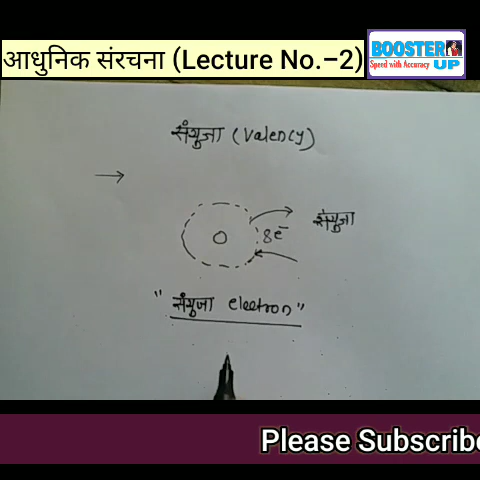 आधुनिक संरचना (Lecture No.–2)
BOOSTER
Speed with Accuracy UP
संयुजा (Valency)
संयुजा
8e⁻
"संयुजा electron"
Please Subscribe